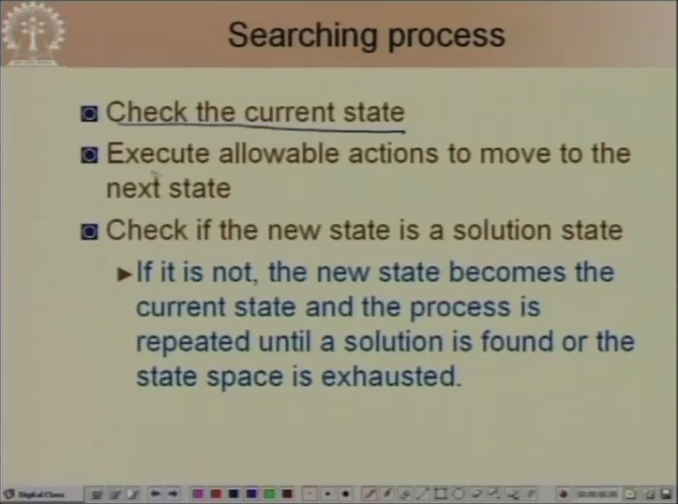 Searching process
Check the current state
Execute allowable actions to move to the
next state
Check if the new state is a solution state
If it is not, the new state becomes the
current state and the process is
repeated until a solution is found or the
state space is exhausted.
Digital Class